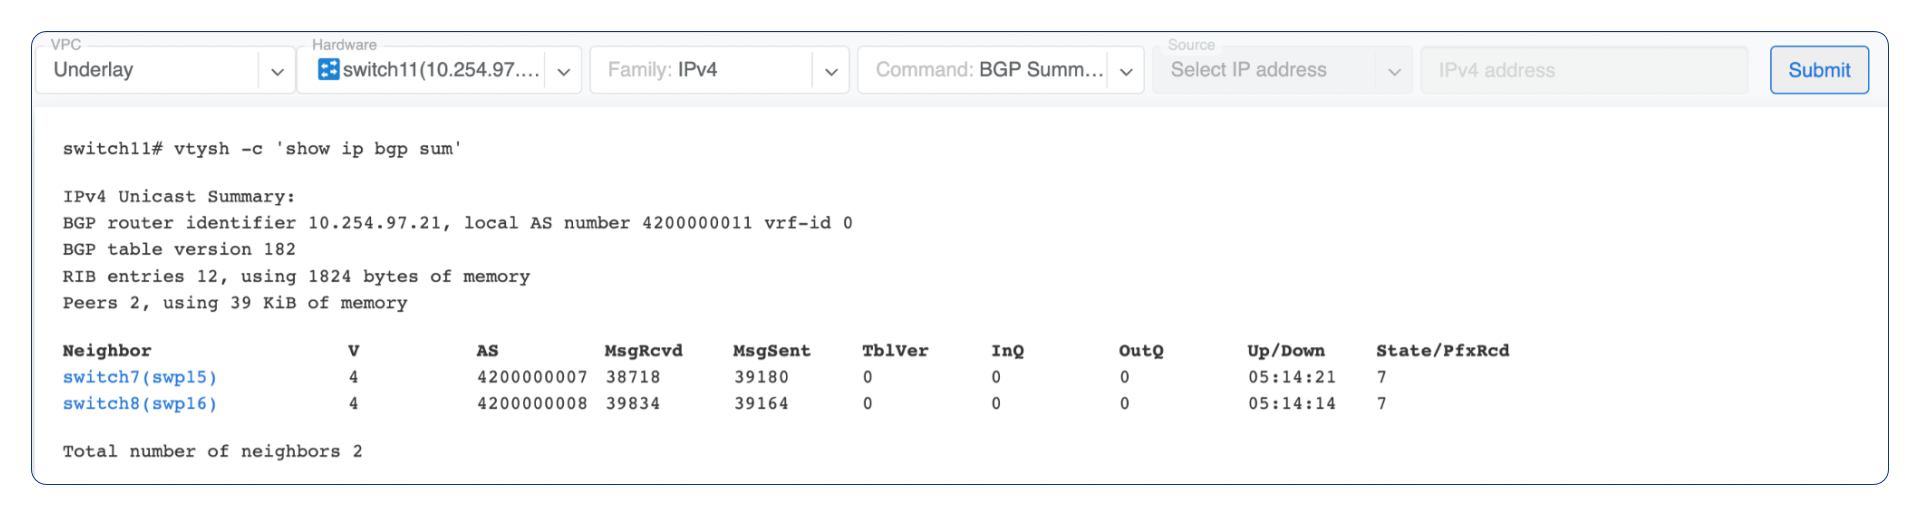 VPC Hardware Source
Underlay switch11(10.254.97.... Family: IPv4 Command: BGP Summ... Select IP address IPv4 address Submit
switch11# vtysh -c 'show ip bgp sum'
IPv4 Unicast Summary:
BGP router identifier 10.254.97.21, local AS number 4200000011 vrf-id 0
BGP table version 182
RIB entries 12, using 1824 bytes of memory
Peers 2, using 39 KiB of memory
Neighbor V AS MsgRcvd MsgSent TblVer InQ OutQ Up/Down State/PfxRcd
switch7(swp15) 4 4200000007 38718 39180 0 0 0 05:14:21 7
switch8(swp16) 4 4200000008 39834 39164 0 0 0 05:14:14 7
Total number of neighbors 2